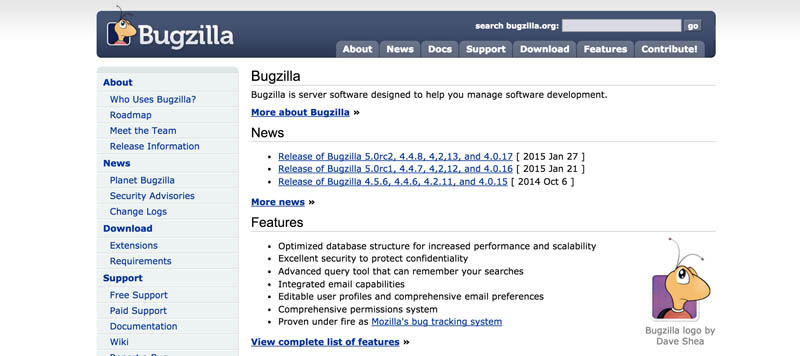 Bugzilla
search bugzilla.org:
go
About News Docs Support Download Features Contribute!
About
Who Uses Bugzilla?
Roadmap
Meet the Team
Release Information
News
Planet Bugzilla
Security Advisories
Change Logs
Download
Extensions
Requirements
Support
Free Support
Paid Support
Documentation
Wiki
Bugzilla
Bugzilla is server software designed to help you manage software development.
More about Bugzilla »
News
• Release of Bugzilla 5.0rc2, 4.4.8, 4,2,13, and 4.0.17 [ 2015 Jan 27 ]
• Release of Bugzilla 5.0rc1, 4.4.7, 4,2,12, and 4.0.16 [ 2015 Jan 21 ]
• Release of Bugzilla 4.5.6, 4.4.6, 4.2.11, and 4.0.15 [ 2014 Oct 6 ]
More news »
Features
• Optimized database structure for increased performance and scalability
• Excellent security to protect confidentiality
• Advanced query tool that can remember your searches
• Integrated email capabilities
• Editable user profiles and comprehensive email preferences
• Comprehensive permissions system
• Proven under fire as Mozilla's bug tracking system
View complete list of features »
Bugzilla logo by
Dave Shea